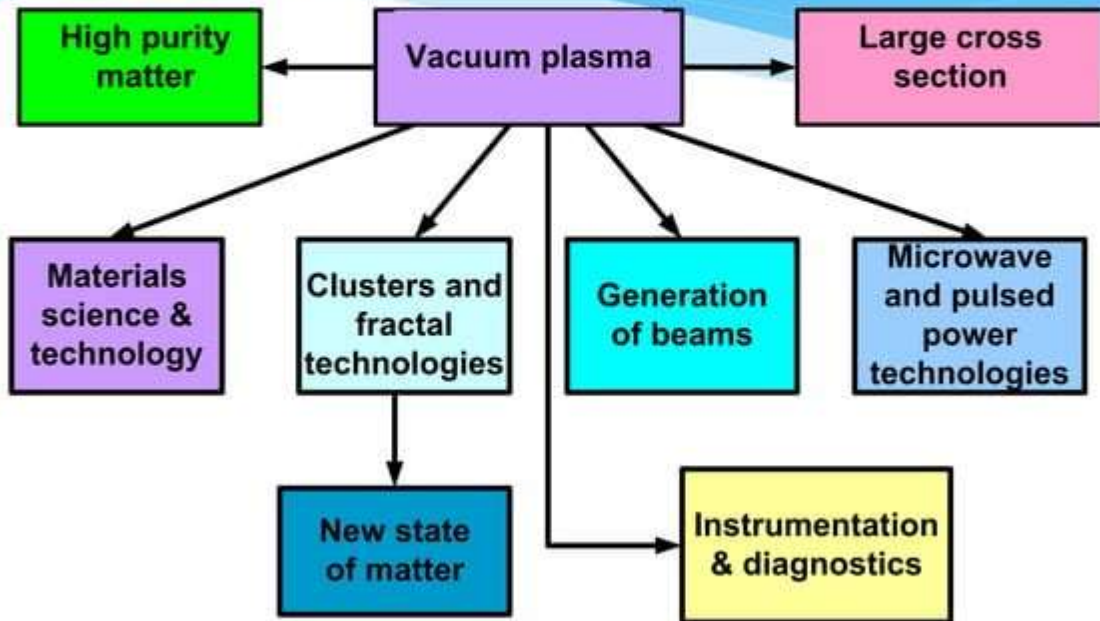 High purity
matter
Vacuum plasma
Large cross
section
Materials
science &
technology
Clusters and
fractal
technologies
Generation
of beams
Microwave
and pulsed
power
technologies
New state
of matter
Instrumentation
& diagnostics